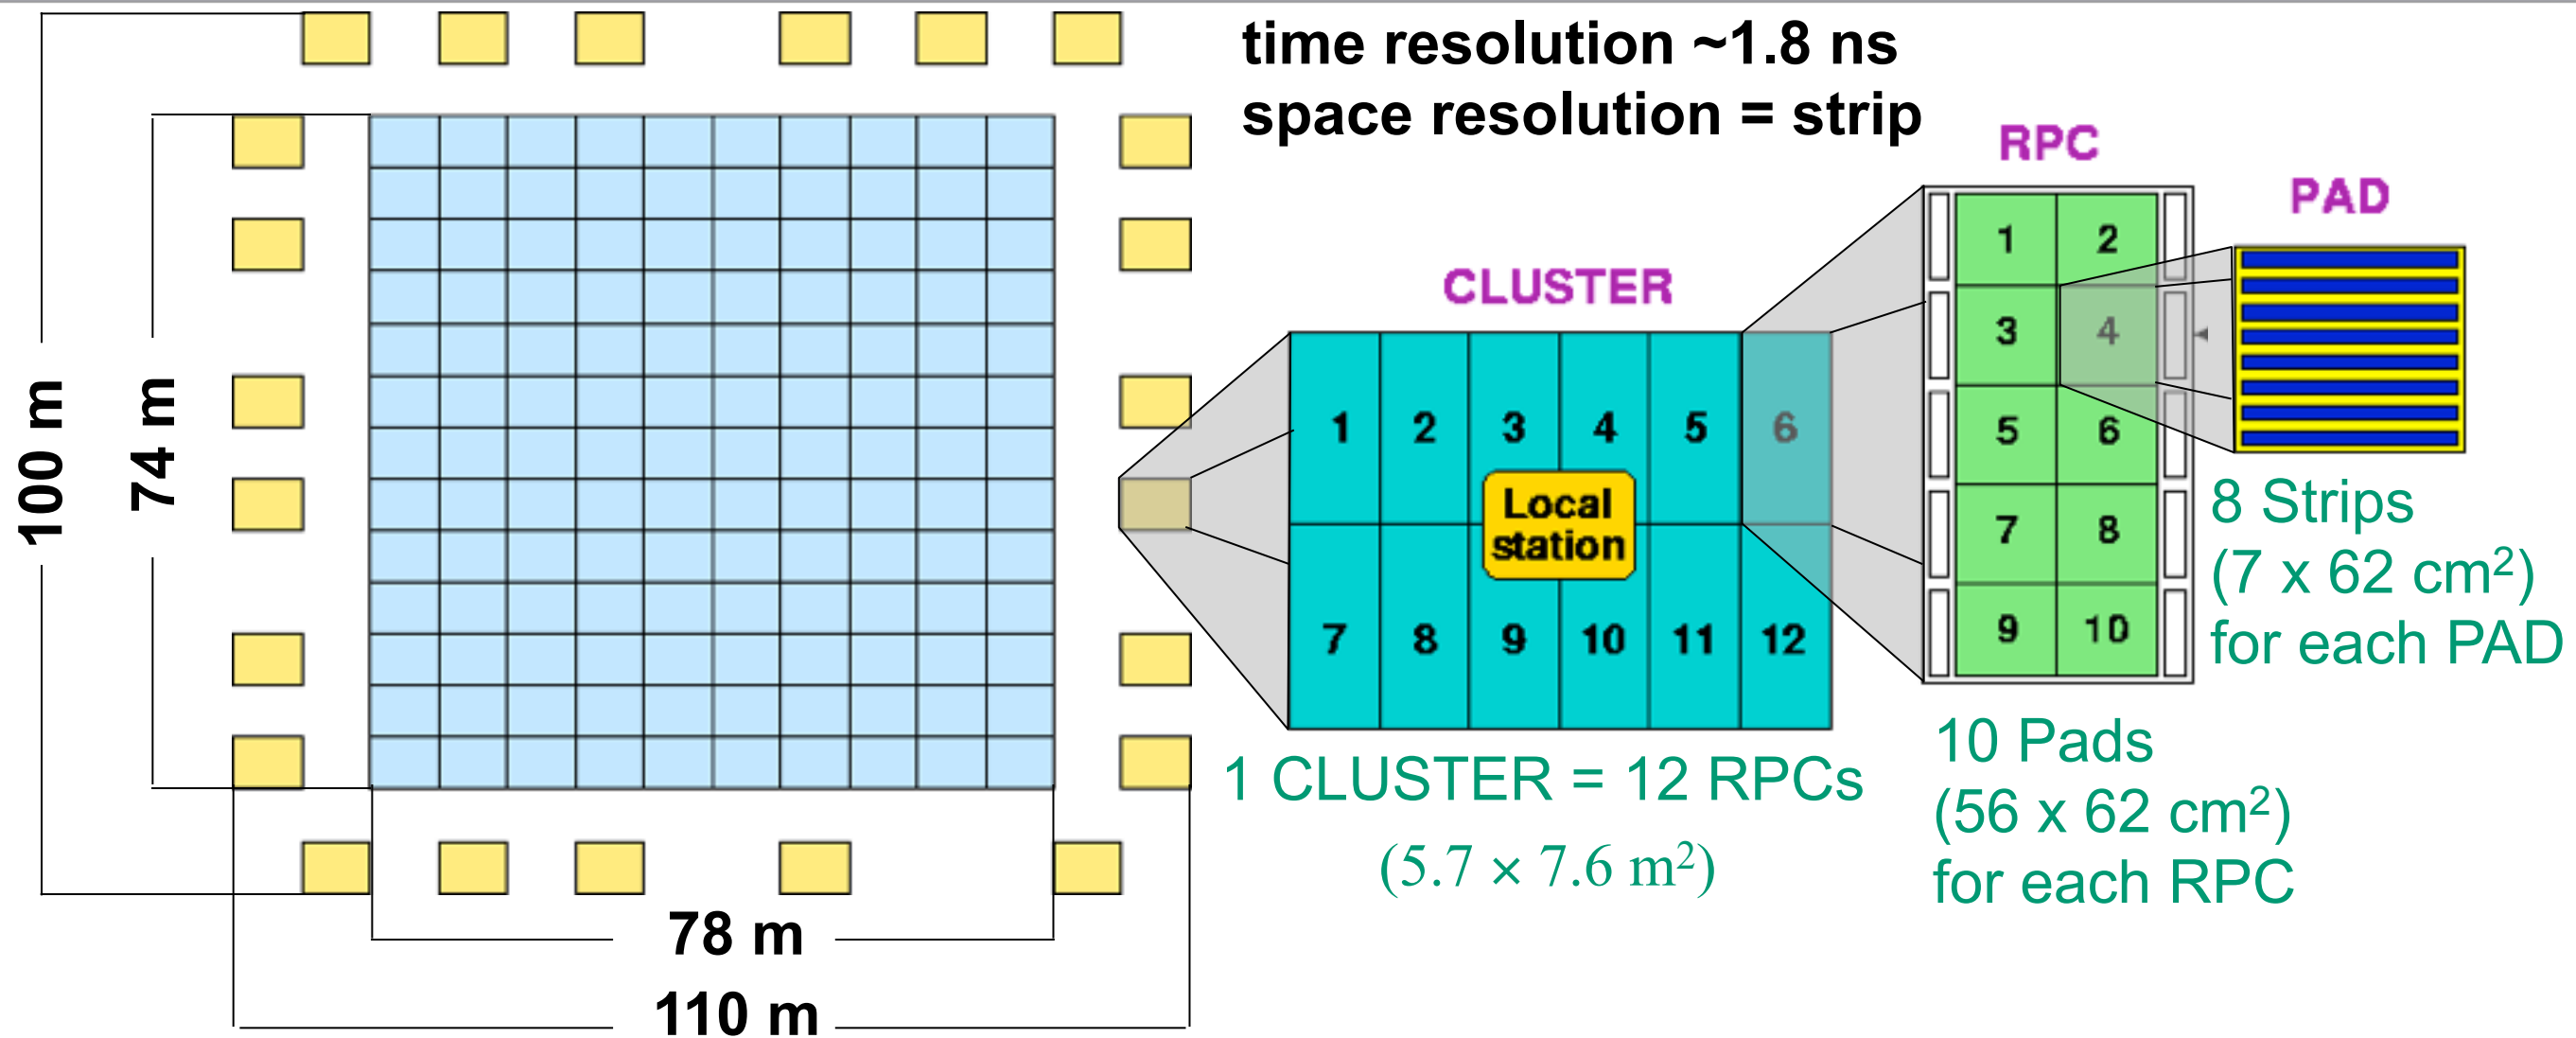 time resolution ~1.8 ns
space resolution = strip
100 m
74 m
78 m
110 m
CLUSTER
1 2 3 4 5 6
Local
station
7 8 9 10 11 12
1 CLUSTER = 12 RPCs
(5.7 × 7.6 m²)
RPC
1 2
3 4
5 6
7 8
9 10
10 Pads
(56 x 62 cm²)
for each RPC
PAD
8 Strips
(7 x 62 cm²)
for each PAD